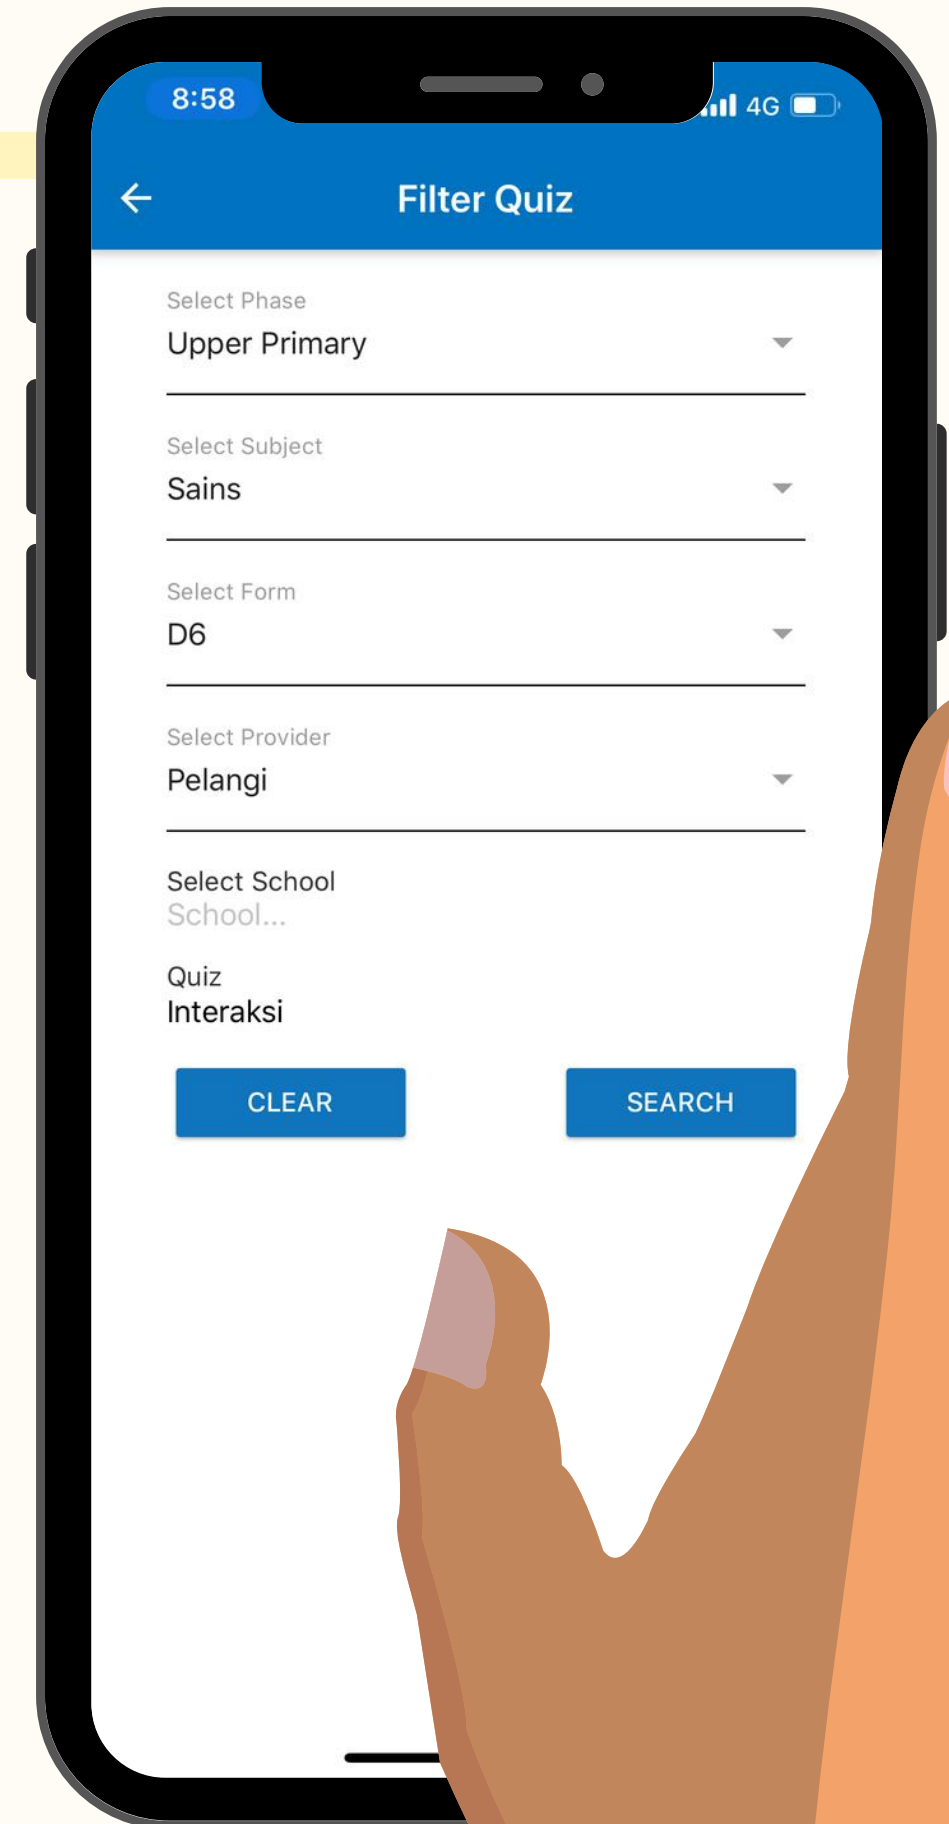 8:58
4G
Filter Quiz
Select Phase
Upper Primary
Select Subject
Sains
Select Form
D6
Select Provider
Pelangi
Select School
School...
Quiz
Interaksi
CLEAR
SEARCH